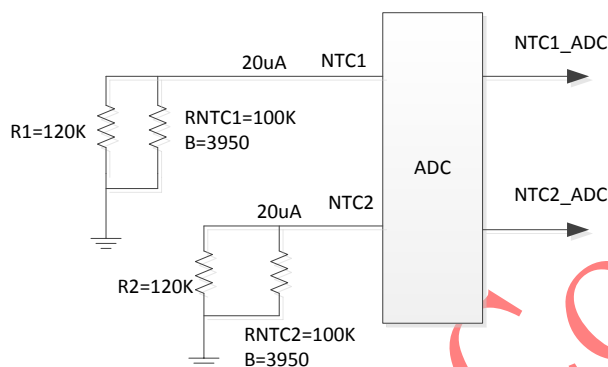 NTC1_ADC
20uA
NTC1
R1=120K
RNTC1=100K
B=3950
ADC
NTC2_ADC
20uA
NTC2
R2=120K
RNTC2=100K
B=3950